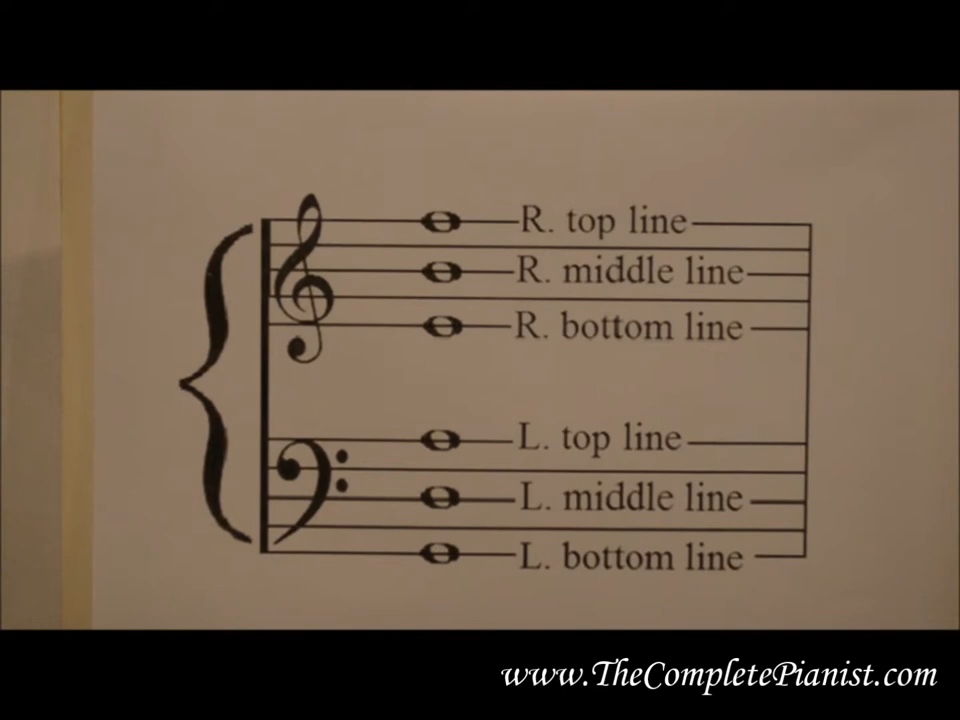 R. top line
R. middle line
R. bottom line
L. top line
L. middle line
L. bottom line
www.TheCompletePianist.com